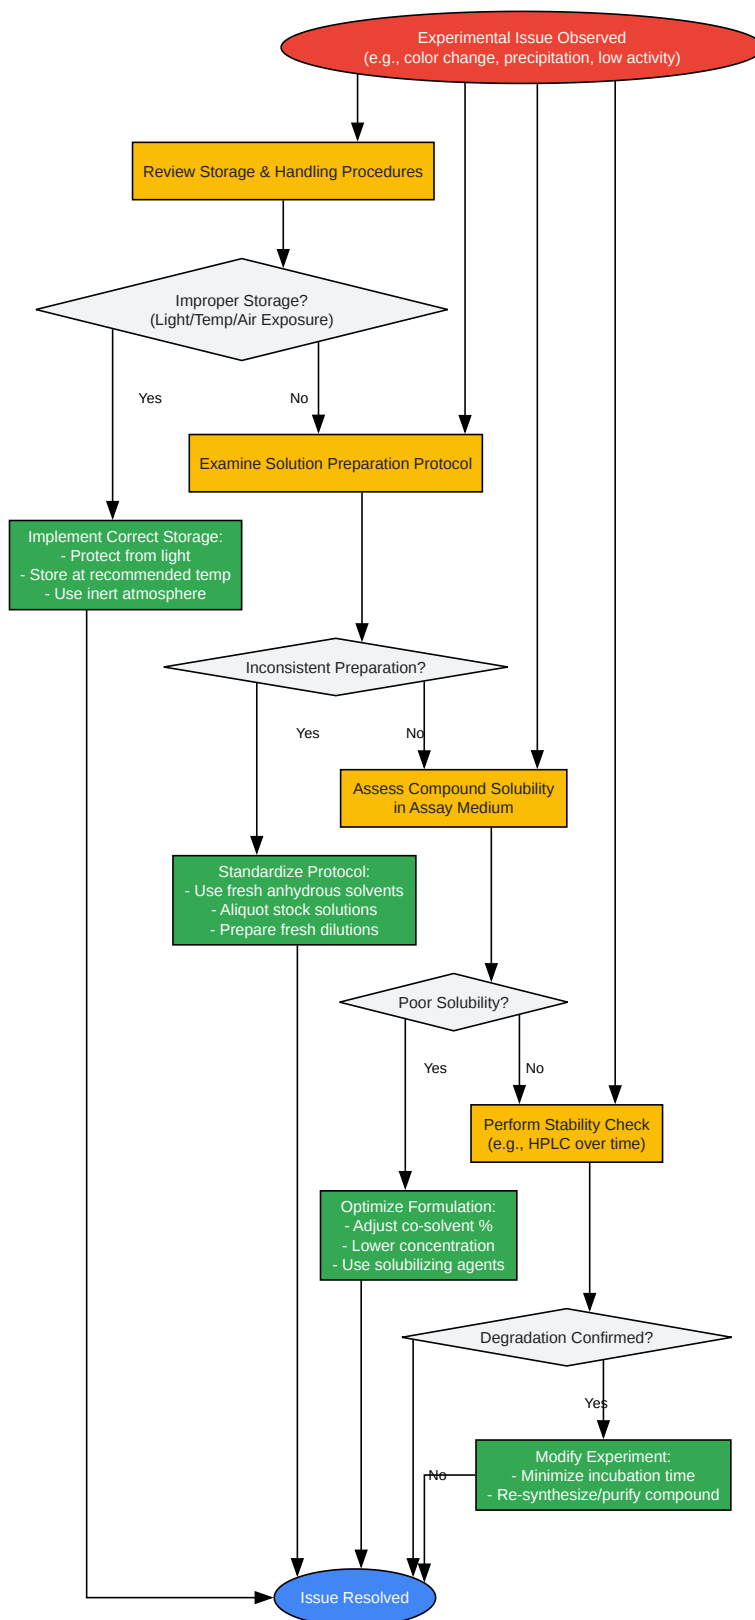 Experimental Issue Observed
(e.g., color change, precipitation, low activity)
Review Storage & Handling Procedures
Improper Storage?
(Light/Temp/Air Exposure)
Yes
No
Examine Solution Preparation Protocol
Implement Correct Storage:
- Protect from light
- Store at recommended temp
- Use inert atmosphere
Inconsistent Preparation?
Yes
No
Assess Compound Solubility
in Assay Medium
Standardize Protocol:
- Use fresh anhydrous solvents
- Aliquot stock solutions
- Prepare fresh dilutions
Poor Solubility?
Yes
No
Perform Stability Check
(e.g., HPLC over time)
Optimize Formulation:
- Adjust co-solvent %
- Lower concentration
- Use solubilizing agents
Degradation Confirmed?
Yes
Modify Experiment:
- Minimize incubation time
- Re-synthesize/purify compound
No
Issue Resolved